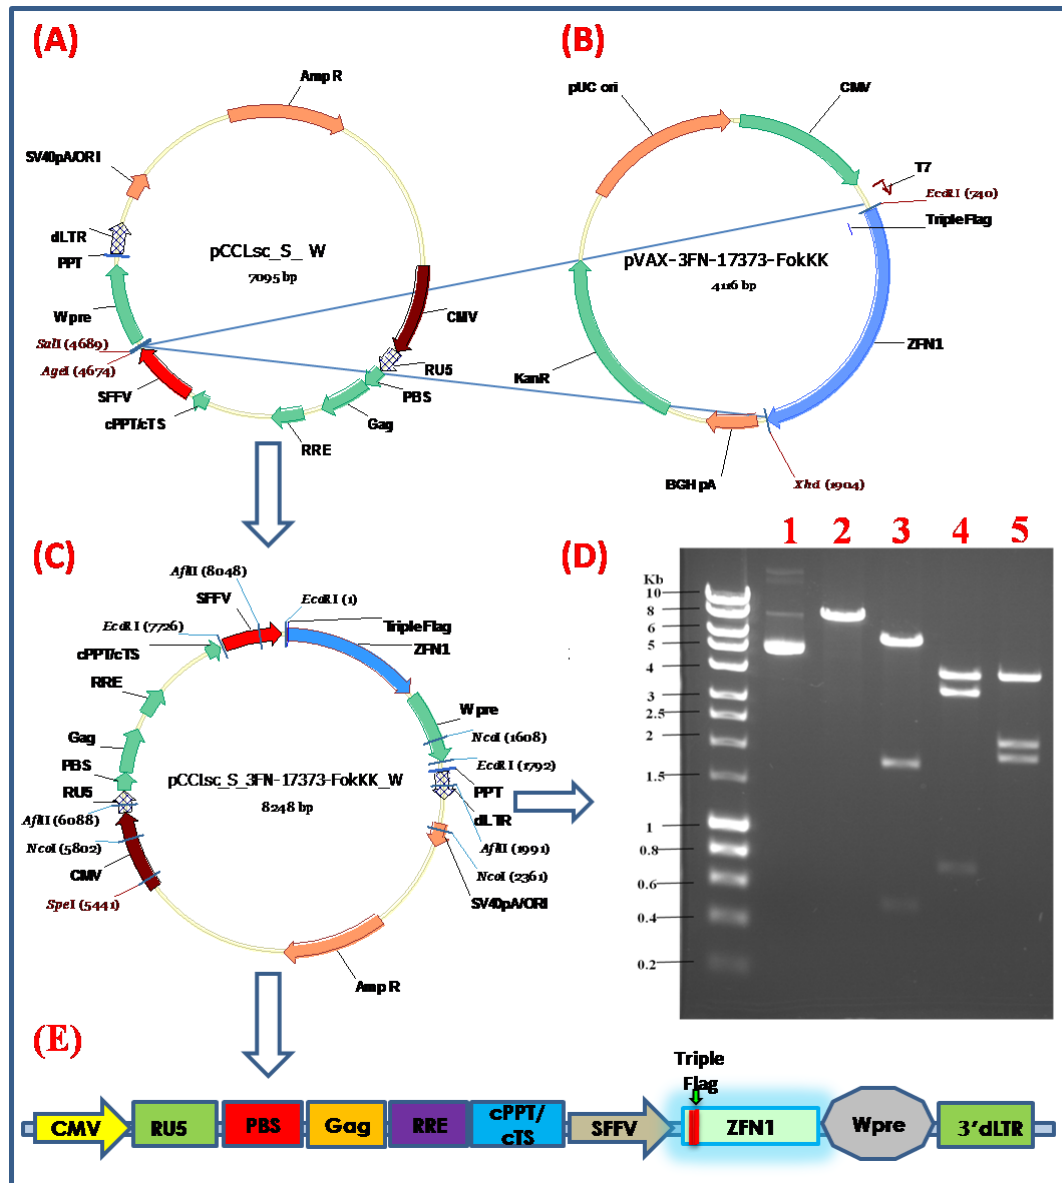 (A)
Amp R
SV40pA/ORI
dLTR
PPT
Wpre
SalI (4689)
AgeI (4674)
SFFV
cPPT/cTS
RRE
Gag
PBS
RU5
CMV
pCCLsc_S_ W
7095 bp
(B)
pUC ori
CMV
T7
EcoRI (740)
TripleFlag
ZFN1
XhoI (1904)
BGH pA
KanR
pVAX-3FN-17373-FokKK
4116 bp
(C)
AflII (8048)
SFFV
EcoRI (1)
TripleFlag
ZFN1
EcoRI (7726)
cPPT/cTS
RRE
Gag
PBS
RU5
AflII (6088)
NcoI (5802)
CMV
SpeI (5441)
Wpre
NcoI (1608)
EcoRI (1792)
PPT
dLTR
AflII (1991)
NcoI (2361)
SV40pA/ORI
Amp R
pCCLsc_S_3FN-17373-FokKK_W
8248 bp
(D)
1 2 3 4 5
Kb
10
8
6
5
4
3
2.5
2
1.5
1
0.8
0.6
0.4
0.2
(E)
Triple
Flag
CMV RU5 PBS Gag RRE cPPT/ cTS SFFV ZFN1 Wpre 3'dLTR